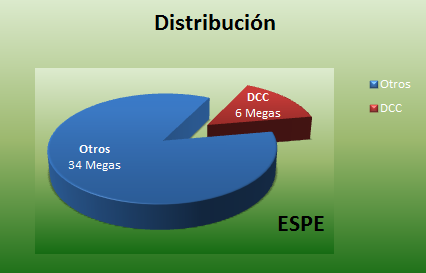 Distribución
Otros
DCC
DCC
6 Megas
Otros
34 Megas
ESPE